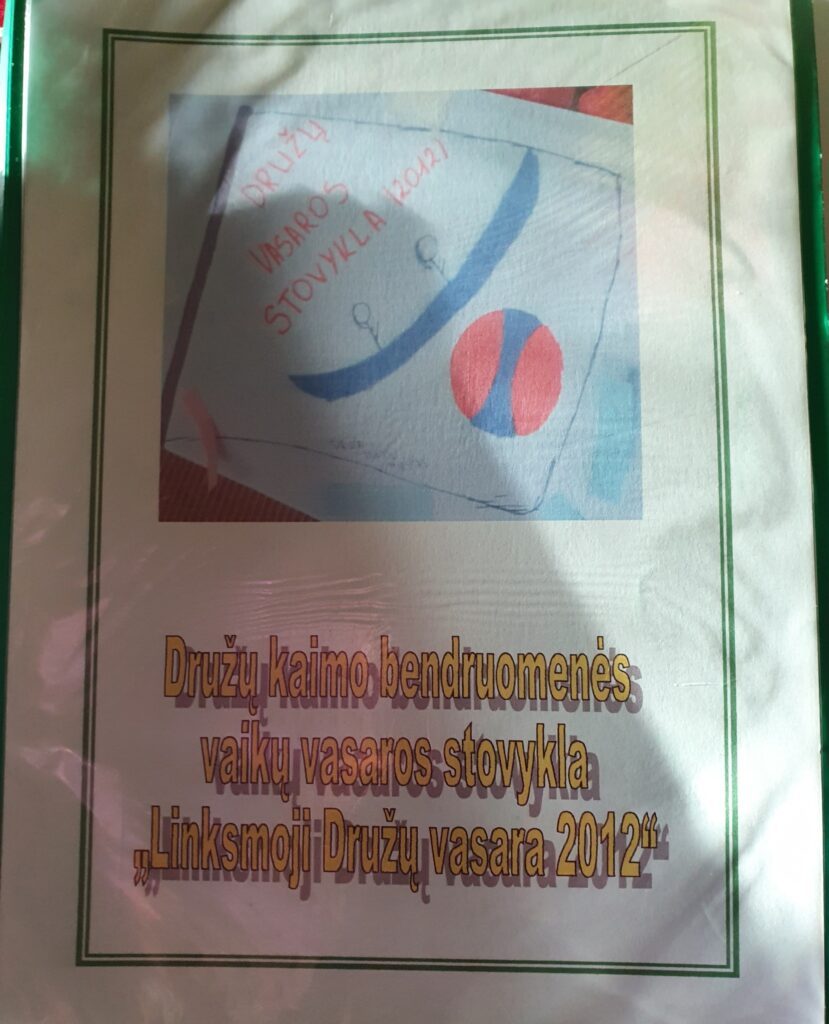 DRUŽŲ
VASAROS
STOVYKLA (2012)
Družų kaimo bendruomenės
vaikų vasaros stovykla
„Linksmoji Družų vasara 2012“